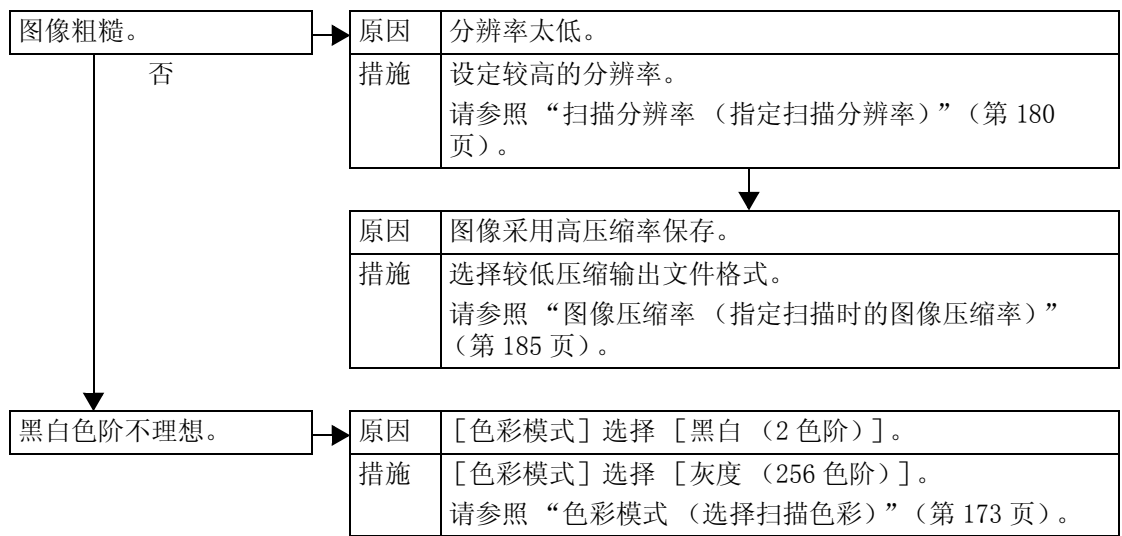 图像粗糙。
原因 分辨率太低。
否
措施 设定较高的分辨率。
请参照 “扫描分辨率 （指定扫描分辨率）”（第 180
页）。
原因 图像采用高压缩率保存。
措施 选择较低压缩输出文件格式。
请参照 “图像压缩率 （指定扫描时的图像压缩率）”
（第 185 页）。
黑白色阶不理想。
原因 ［色彩模式］选择 ［黑白 （2 色阶）］。
措施 ［色彩模式］选择 ［灰度 （256 色阶）］。
请参照 “色彩模式 （选择扫描色彩）”（第 173 页）。